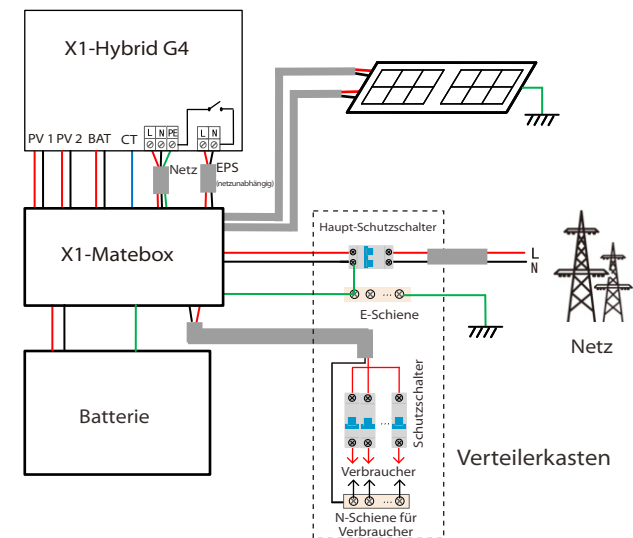 X1-Hybrid G4
PV 1 PV 2 BAT CT
L N PE
L N
Netz
EPS
(netzunabhängig)
X1-Matebox
Haupt-Schutzschalter
L
N
...
E-Schiene
Netz
Batterie
...
Schutzschalter
Verbraucher
Verteilerkasten
...
N-Schiene für
Verbraucher